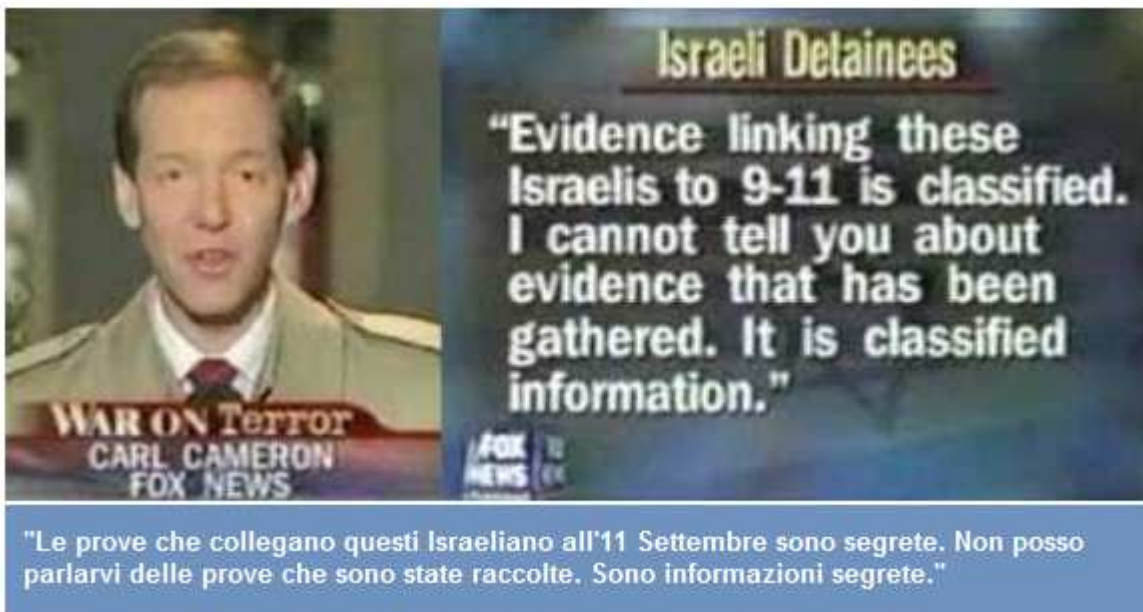 Israeli Detainees
“Evidence linking these
Israelis to 9-11 is classified.
I cannot tell you about
evidence that has been
gathered. It is classified
information.”
WAR ON Terror
CARL CAMERON
FOX NEWS
FOX
NEWS
"Le prove che collegano questi Israeliano all'11 Settembre sono segrete. Non posso
parlarvi delle prove che sono state raccolte. Sono informazioni segrete."